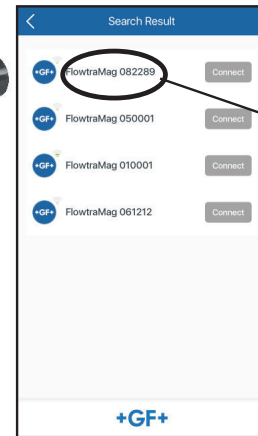 Search Result
+GF+ FlowtraMag 082289 Connect
+GF+ FlowtraMag 050001 Connect
+GF+ FlowtraMag 010001 Connect
+GF+ FlowtraMag 061212 Connect
+GF+